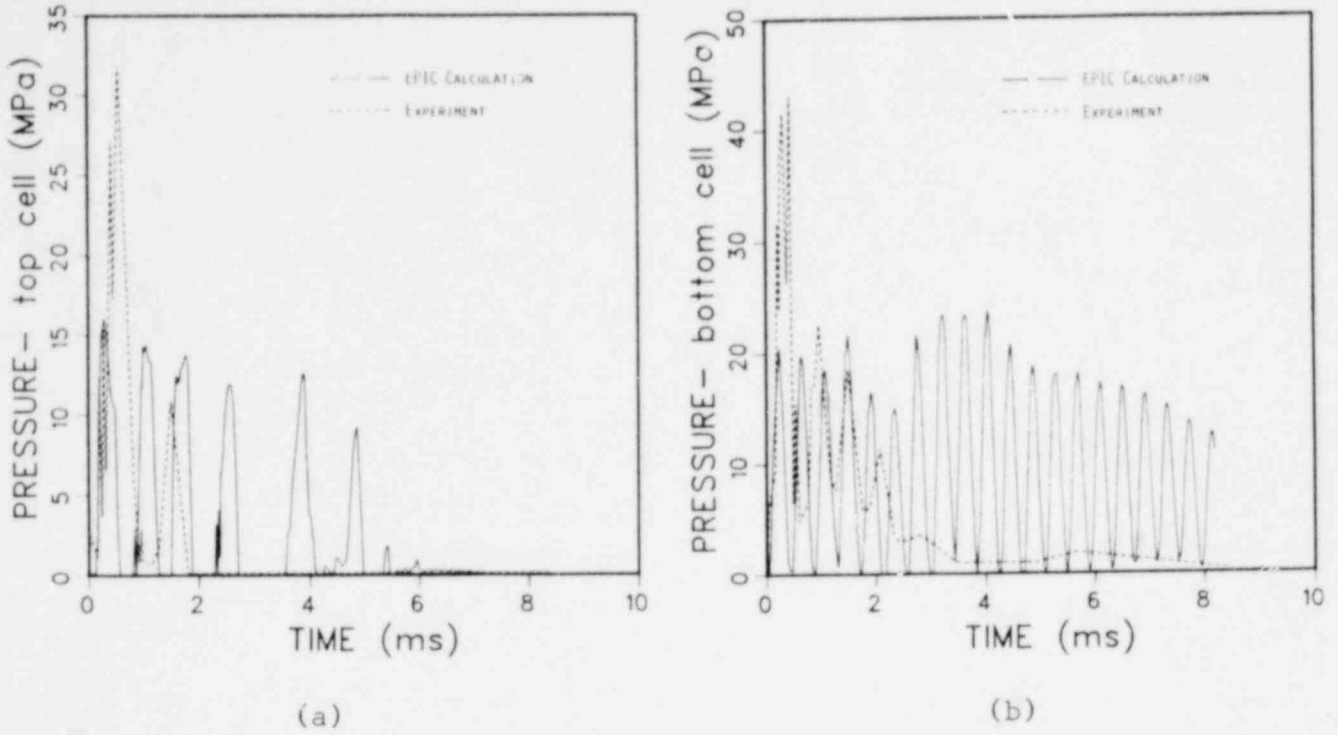 PRESSURE- top cell (MPa)
35
30
25
20
15
10
5
0
EPIC CALCULATION
EXPERIMENT
0 2 4 6 8 10
TIME (ms)
(a)
PRESSURE- bottom cell (MPa)
50
40
30
20
10
0
EPIC CALCULATION
EXPERIMENT
0 2 4 6 8 10
TIME (ms)
(b)